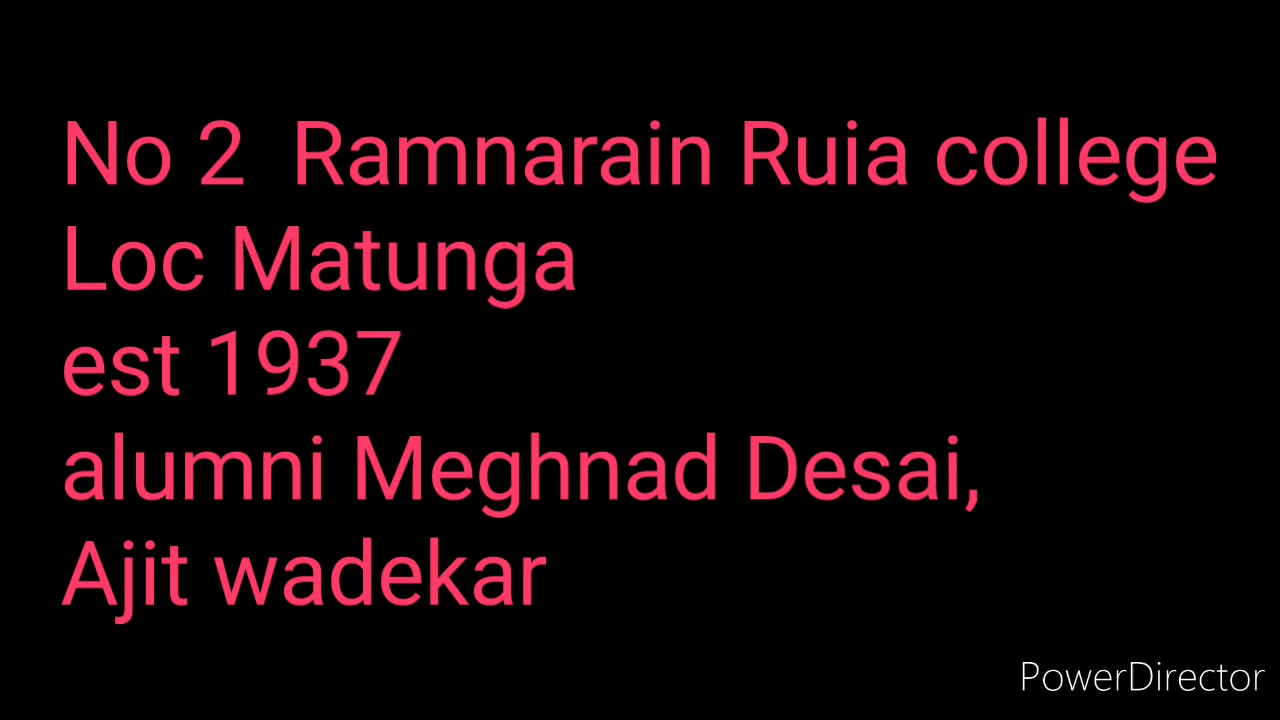 No 2  Ramnarain Ruia college
Loc Matunga
est 1937
alumni Meghnad Desai,
Ajit wadekar
PowerDirector